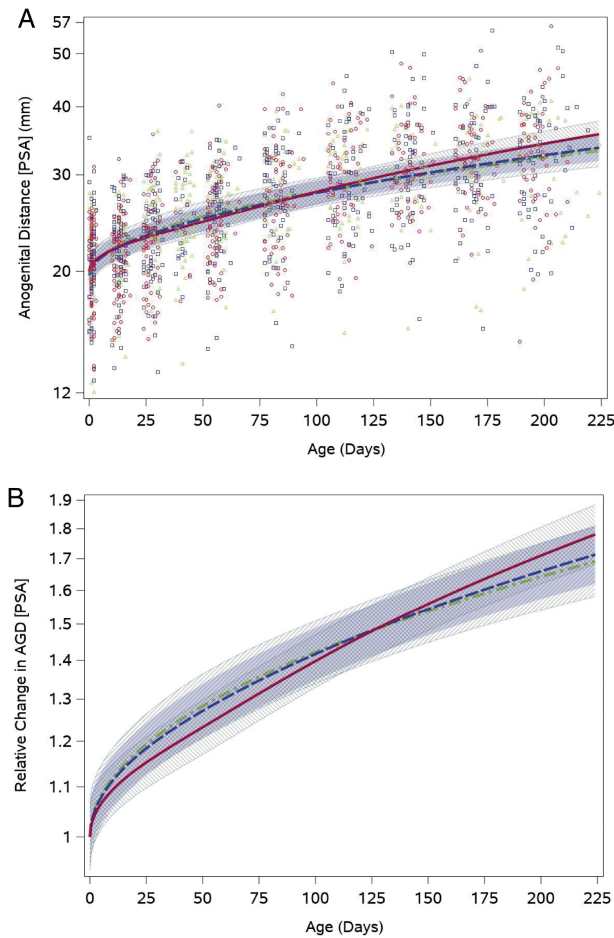 A
Anogenital Distance [PSA] (mm)
57
50
40
30
20
12
0 25 50 75 100 125 150 175 200 225
Age (Days)
B
Relative Change in AGD [PSA]
1.9
1.8
1.7
1.6
1.5
1.4
1.3
1.2
1.1
1
0 25 50 75 100 125 150 175 200 225
Age (Days)